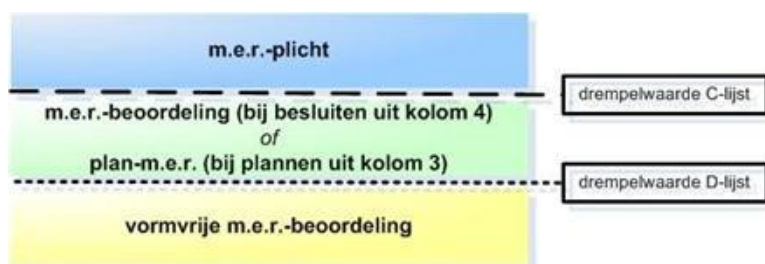 m.e.r.-plicht
drempelwaarde C-lijst
m.e.r.-beoordeling (bij besluiten uit kolom 4)
of
plan-m.e.r. (bij plannen uit kolom 3)
drempelwaarde D-lijst
vormvrije m.e.r.-beoordeling